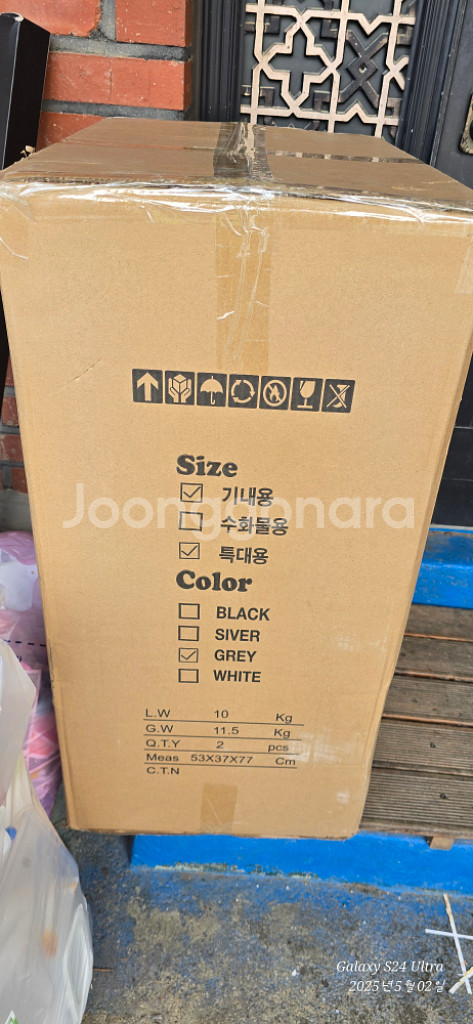 Size
기내용
수화물용
특대용
Color
BLACK
SIVER
GREY
WHITE
L.W 10 Kg
G.W 11.5 Kg
Q.T.Y 2 pcs
Meas 53X37X77 Cm
C.T.N
Joonggonara
Galaxy S24 Ultra
2025년5월02일